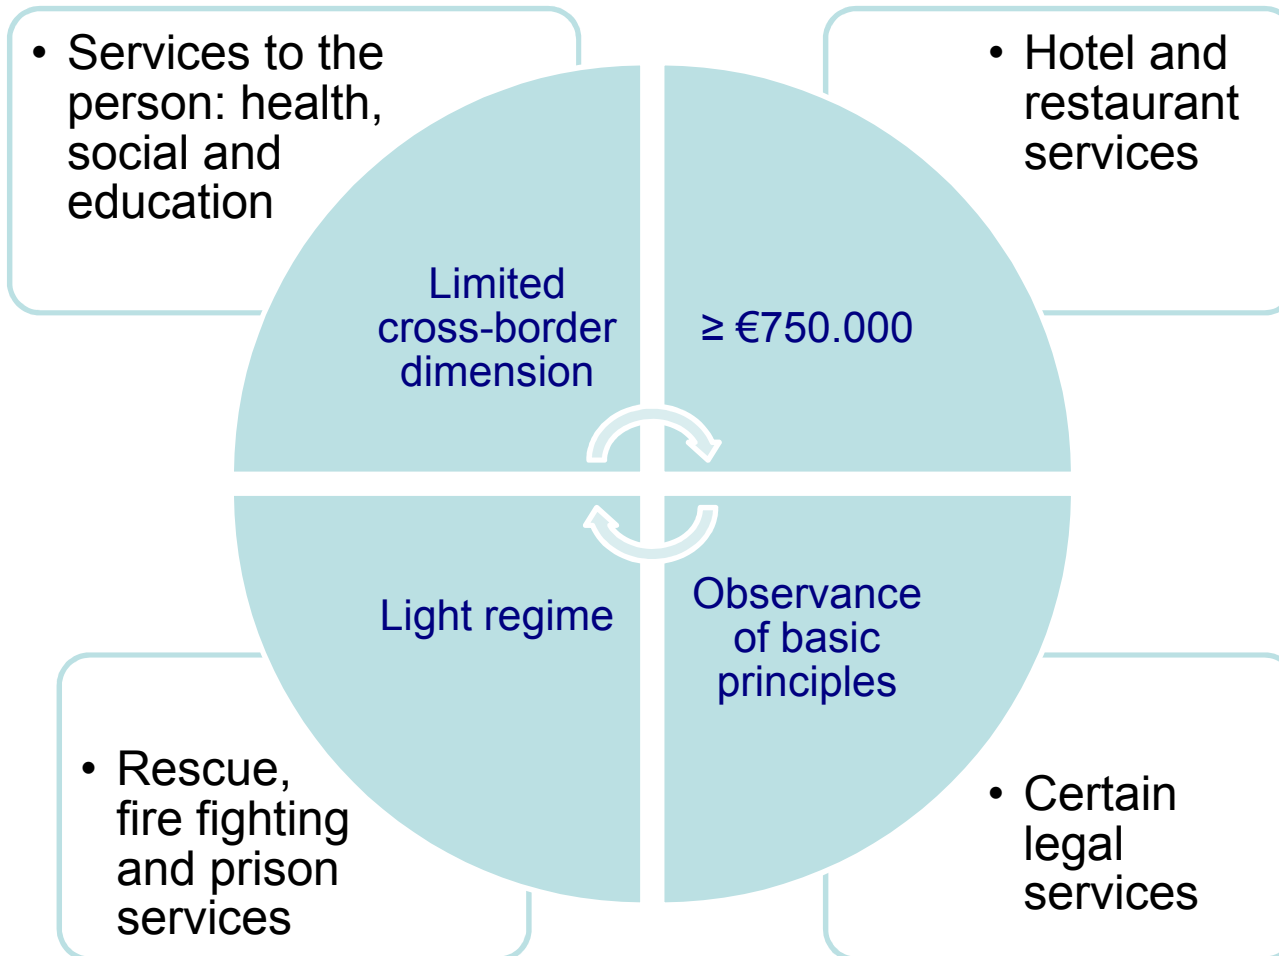 • Services to the
person: health,
social and
education
• Hotel and
restaurant
services
Limited
cross-border
dimension
≥ €750.000
Light regime
Observance
of basic
principles
• Rescue,
fire fighting
and prison
services
• Certain
legal
services